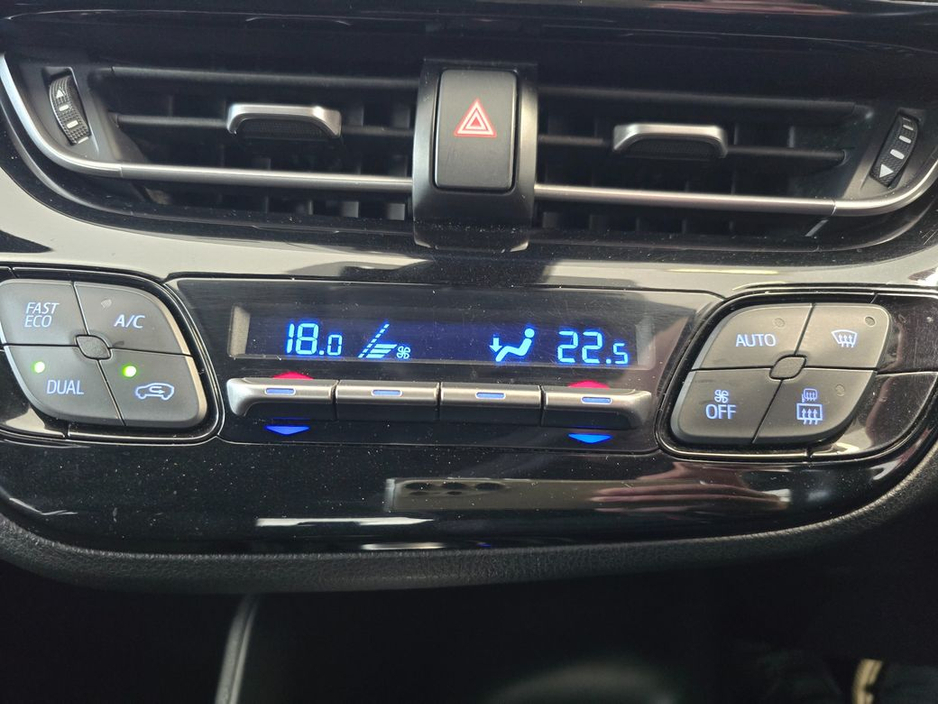 FAST
ECO
A/C
DUAL
18.0
22.5
AUTO
OFF